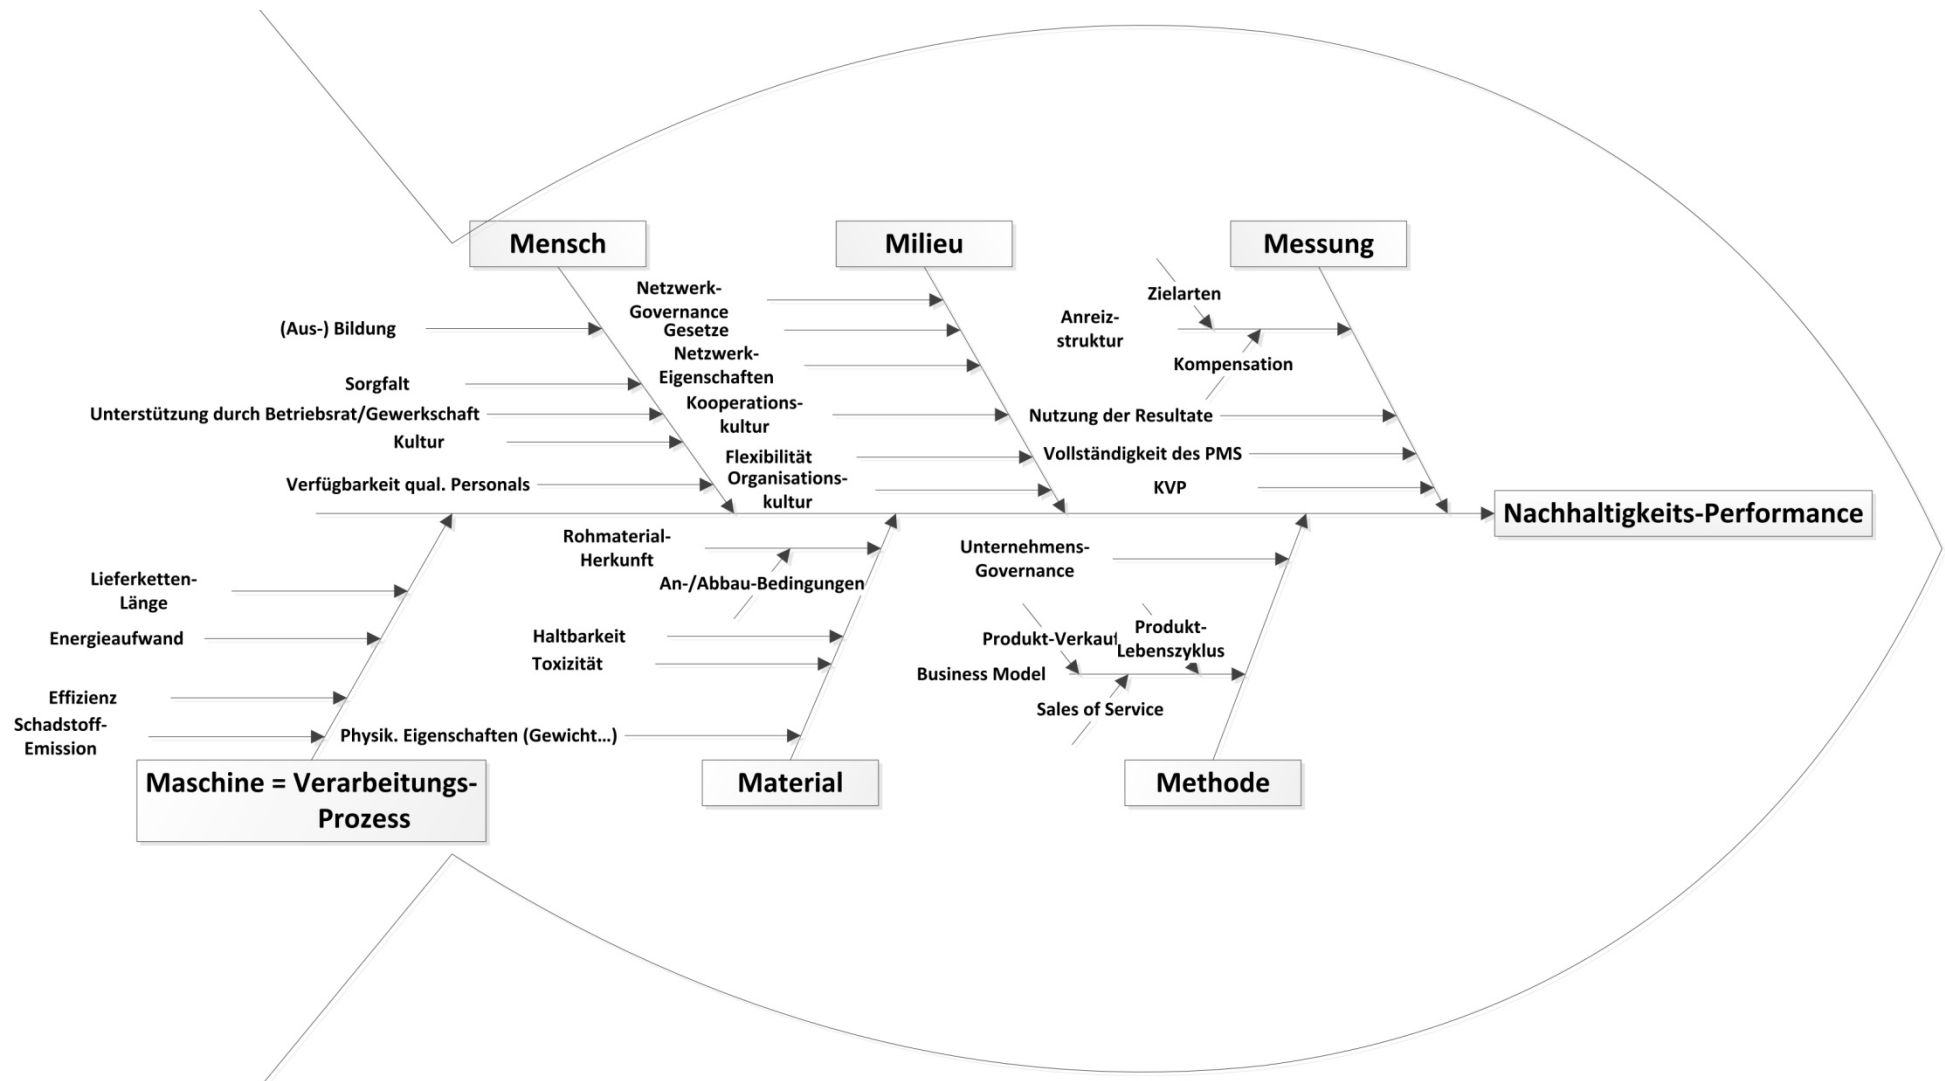 Mensch
Milieu
Messung
(Aus-) Bildung
Sorgfalt
Unterstützung durch Betriebsrat/Gewerkschaft
Kultur
Verfügbarkeit qual. Personals
Netzwerk-
Governance
Gesetze
Netzwerk-
Eigenschaften
Kooperations-
kultur
Flexibilität
Organisations-
kultur
Zielarten
Anreiz-
struktur
Kompensation
Nutzung der Resultate
Vollständigkeit des PMS
KVP
Nachhaltigkeits-Performance
Lieferketten-
Länge
Energieaufwand
Effizienz
Schadstoff-
Emission
Rohmaterial-
Herkunft
An-/Abbau-Bedingungen
Haltbarkeit
Toxizität
Physik. Eigenschaften (Gewicht...)
Unternehmens-
Governance
Produkt-Verkauf
Produkt-
Lebenszyklus
Business Model
Sales of Service
Maschine = Verarbeitungs-
Prozess
Material
Methode